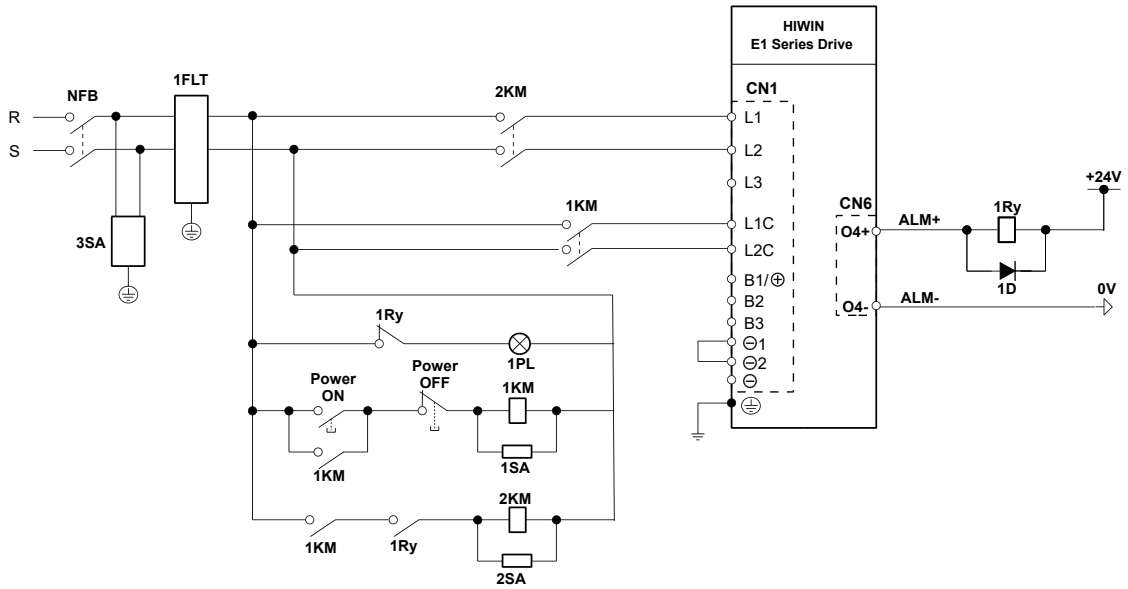 HIWIN
E1 Series Drive
1FLT
NFB
2KM
CN1
R
L1
S
L2
L3
+24V
1KM
CN6
1Ry
3SA
L1C
O4+
ALM+
L2C
1D
B1/⊕
0V
B2
O4-
ALM-
1Ry
B3
⊖1
1PL
⊖2
Power
ON
Power
OFF
1KM
⊖
1KM
1SA
2KM
1KM
1Ry
2SA